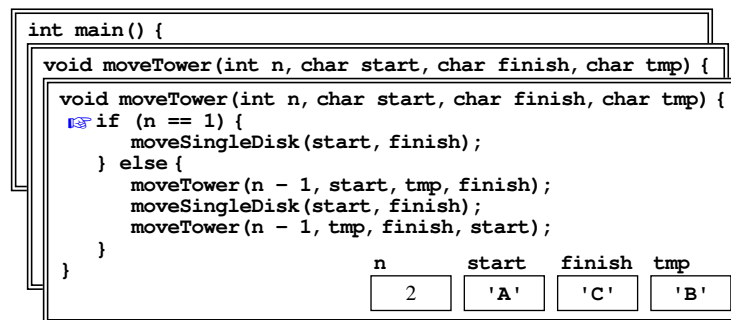 int main() {
void moveTower(int n, char start, char finish, char tmp) {
void moveTower(int n, char start, char finish, char tmp) {
☞ if (n == 1) {
moveSingleDisk(start, finish);
} else {
moveTower(n - 1, start, tmp, finish);
moveSingleDisk(start, finish);
moveTower(n - 1, tmp, finish, start);
}
}
n start finish tmp
2 'A' 'C' 'B'